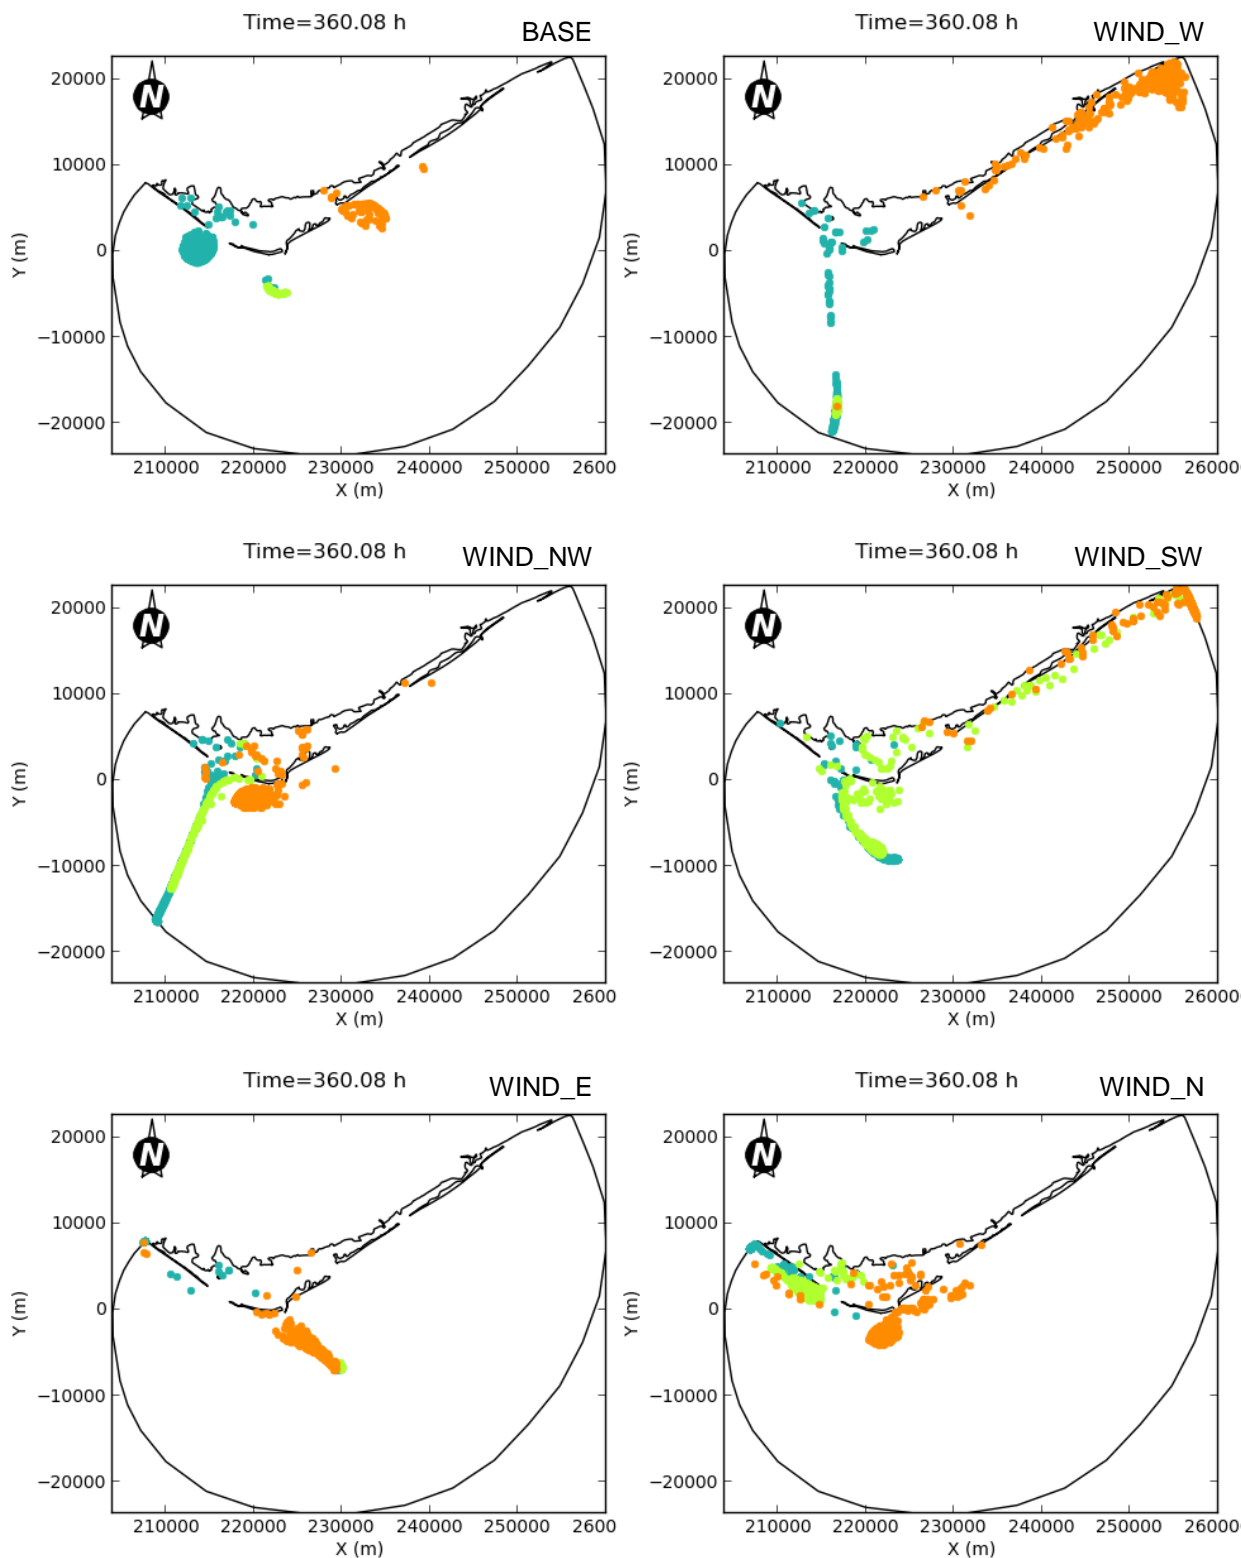 Time=360.08 h BASE
N
20000
10000
0
−10000
−20000
Y (m)
210000 220000 230000 240000 250000 2600
X (m)
Time=360.08 h WIND_W
N
20000
10000
0
−10000
−20000
Y (m)
210000 220000 230000 240000 250000 260000
X (m)
Time=360.08 h WIND_NW
N
20000
10000
0
−10000
−20000
Y (m)
210000 220000 230000 240000 250000 2600
X (m)
Time=360.08 h WIND_SW
N
20000
10000
0
−10000
−20000
Y (m)
210000 220000 230000 240000 250000 260000
X (m)
Time=360.08 h WIND_E
N
20000
10000
0
−10000
−20000
Y (m)
210000 220000 230000 240000 250000 2600
X (m)
Time=360.08 h WIND_N
N
20000
10000
0
−10000
−20000
Y (m)
210000 220000 230000 240000 250000 260000
X (m)